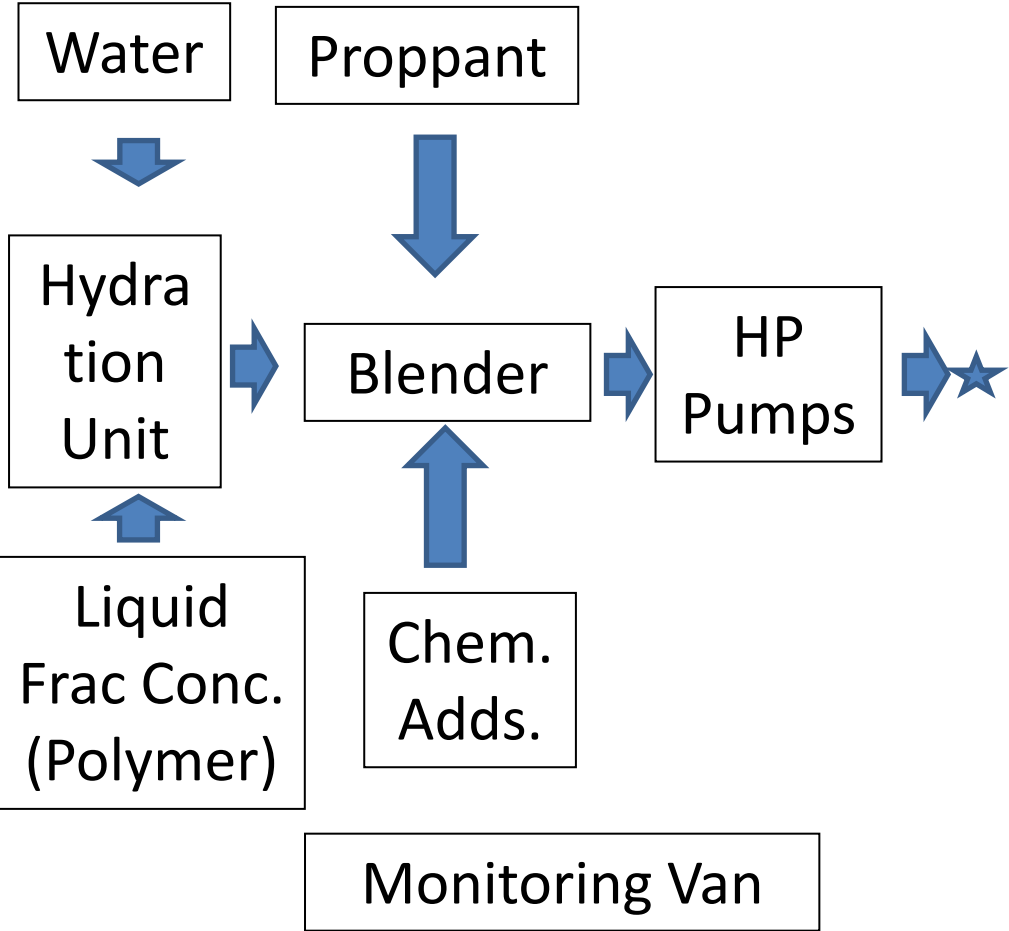 Water
Proppant
Hydra
tion
Unit
Blender
HP
Pumps
Liquid
Frac Conc.
(Polymer)
Chem.
Adds.
Monitoring Van